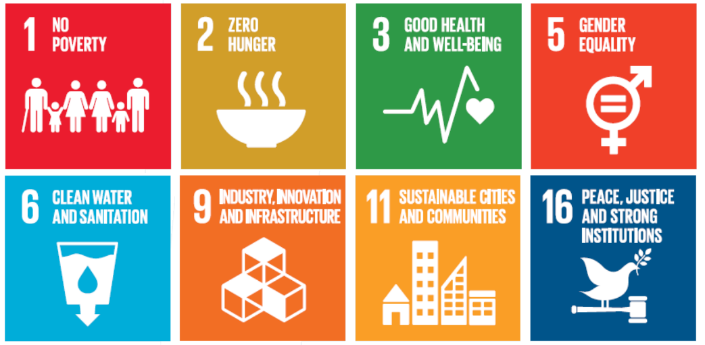 1 NO
POVERTY
2 ZERO
HUNGER
3 GOOD HEALTH
AND WELL-BEING
5 GENDER
EQUALITY
6 CLEAN WATER
AND SANITATION
9 INDUSTRY, INNOVATION
AND INFRASTRUCTURE
11 SUSTAINABLE CITIES
AND COMMUNITIES
16 PEACE, JUSTICE
AND STRONG
INSTITUTIONS